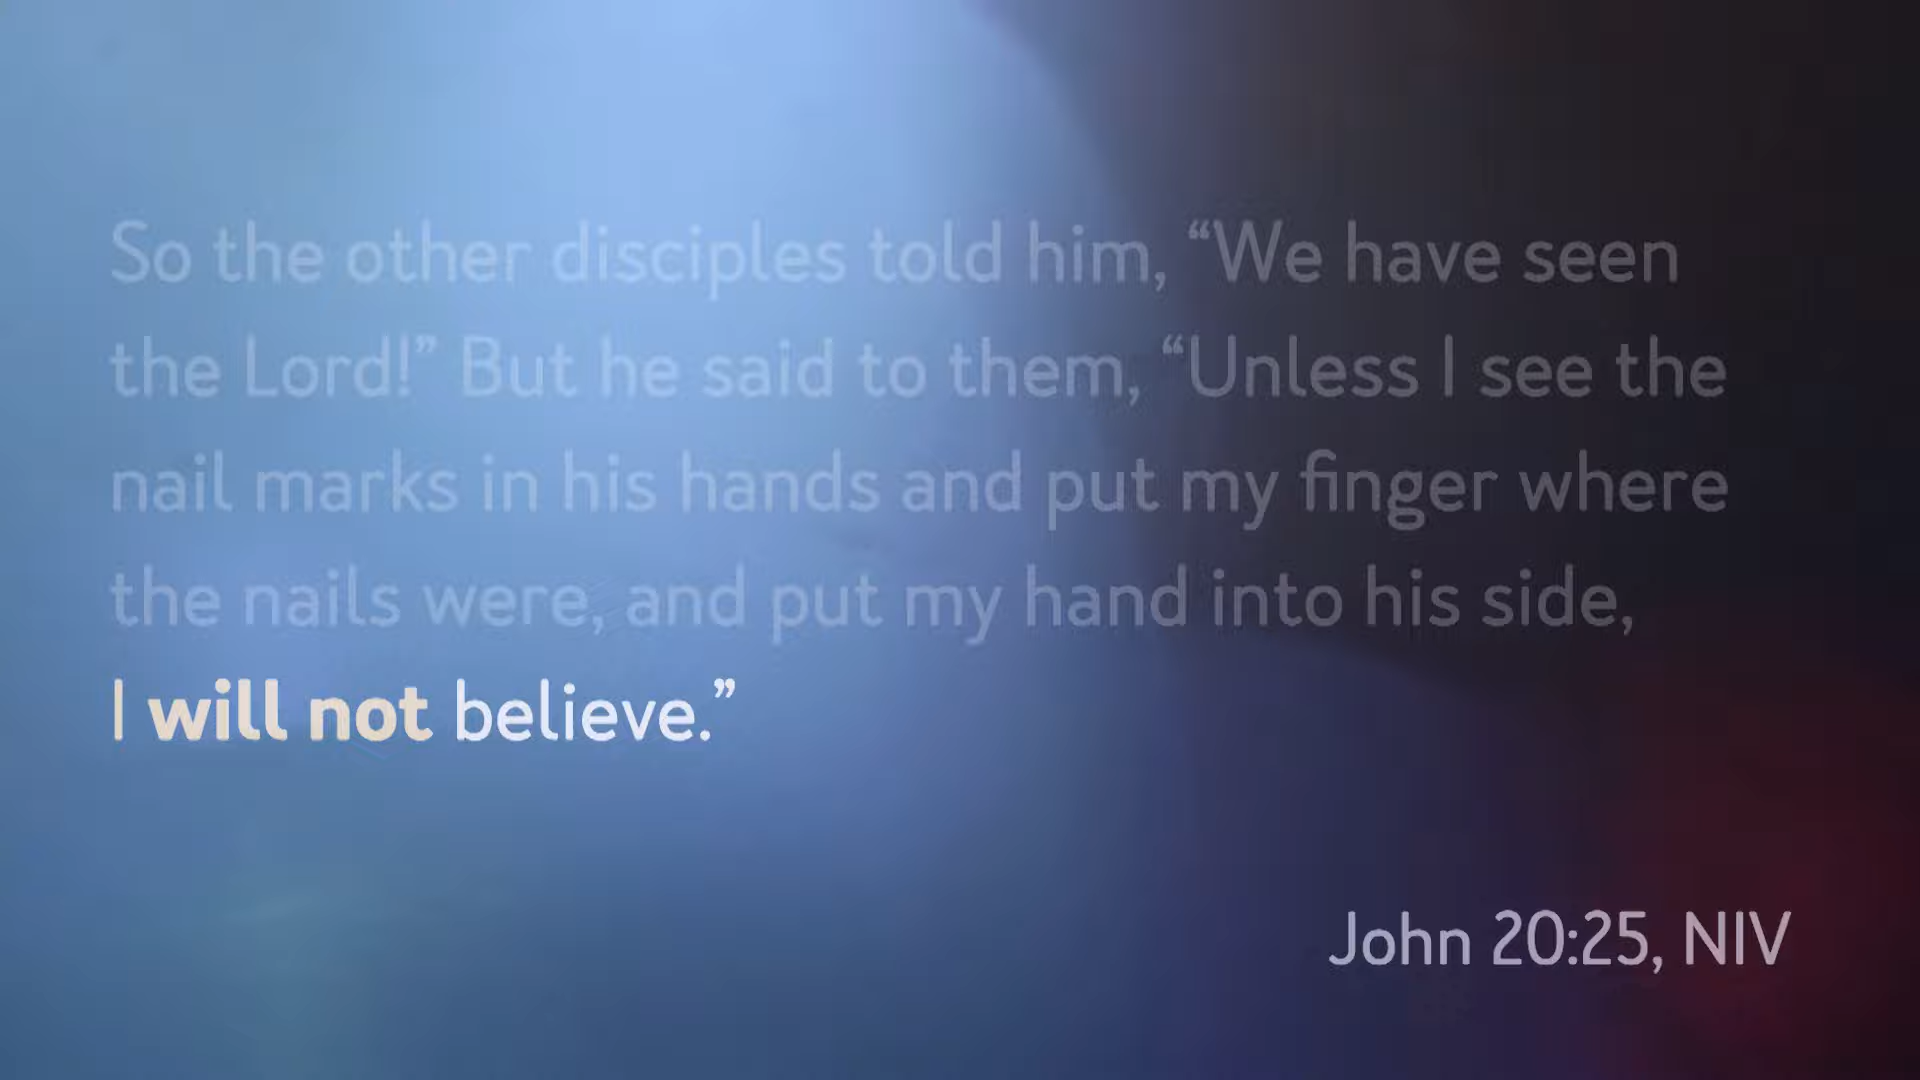 So the other disciples told him, “We have seen
the Lord!” But he said to them, “Unless I see the
nail marks in his hands and put my finger where
the nails were, and put my hand into his side,
I will not believe.”
John 20:25, NIV